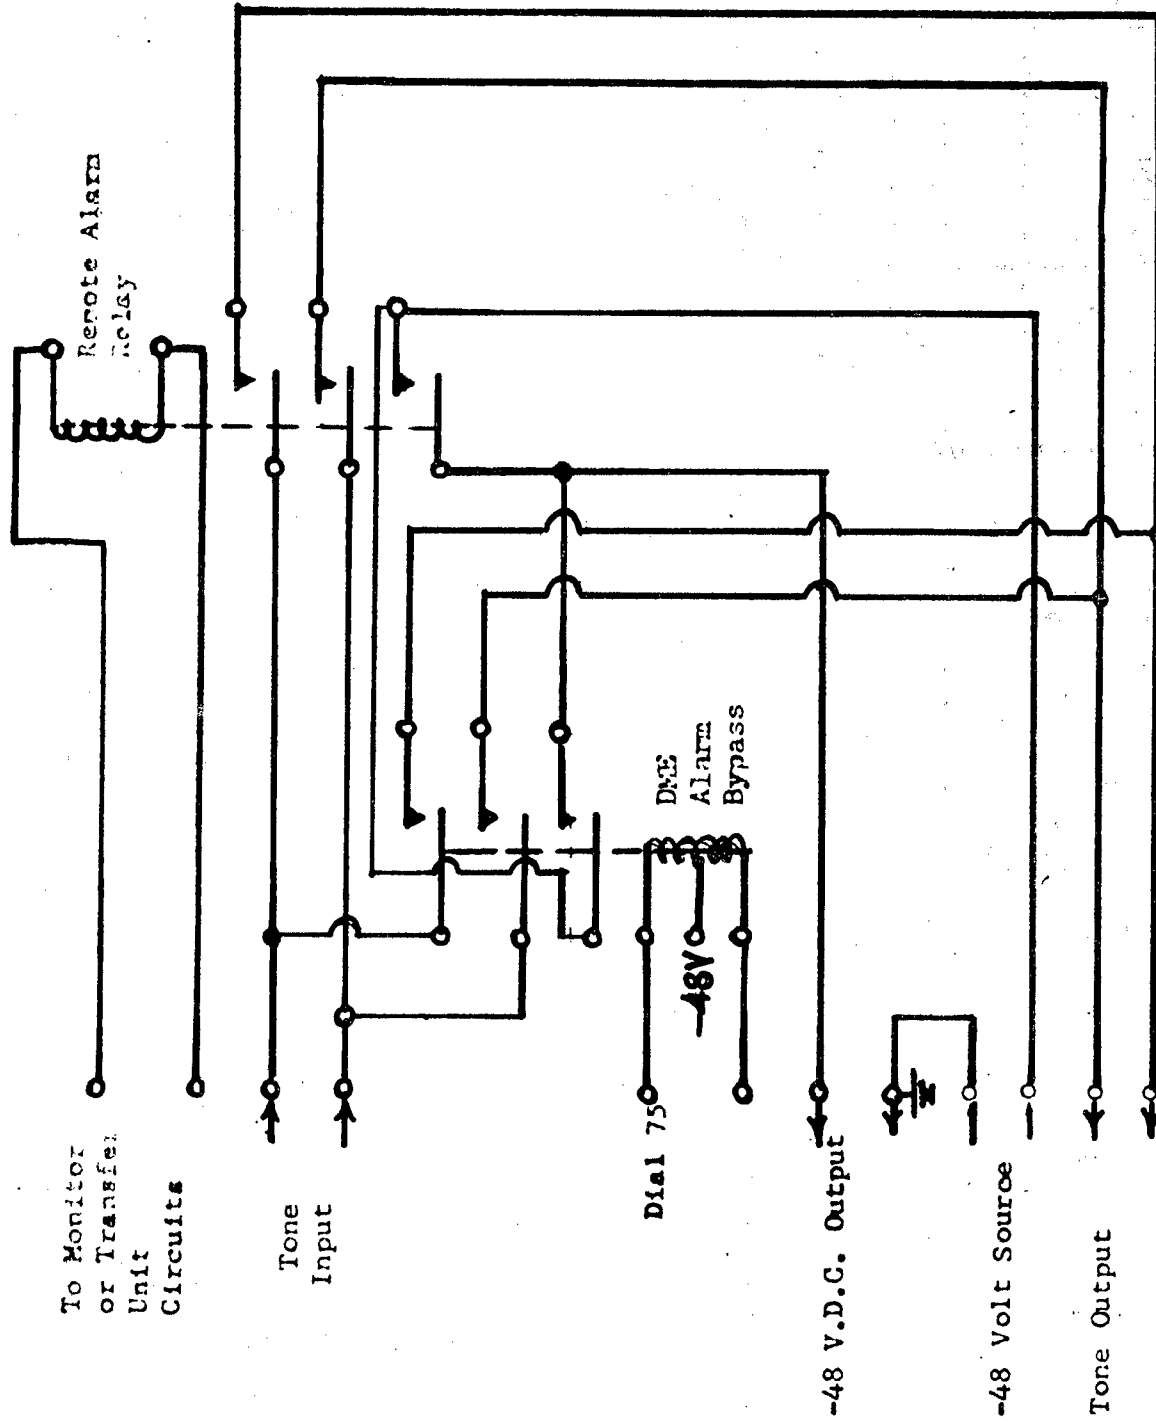 Remote Alarm
Relay
To Monitor
or Transfer
Unit
Circuits
Tone
Input
DME
Alarm
Bypass
-48V
Dial 75
-48 V.D.C. Output
-48 Volt Source
Tone Output